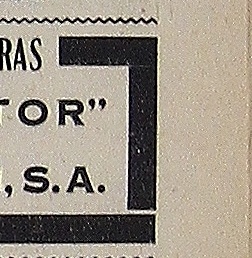 RAS
TOR”
, S.A.